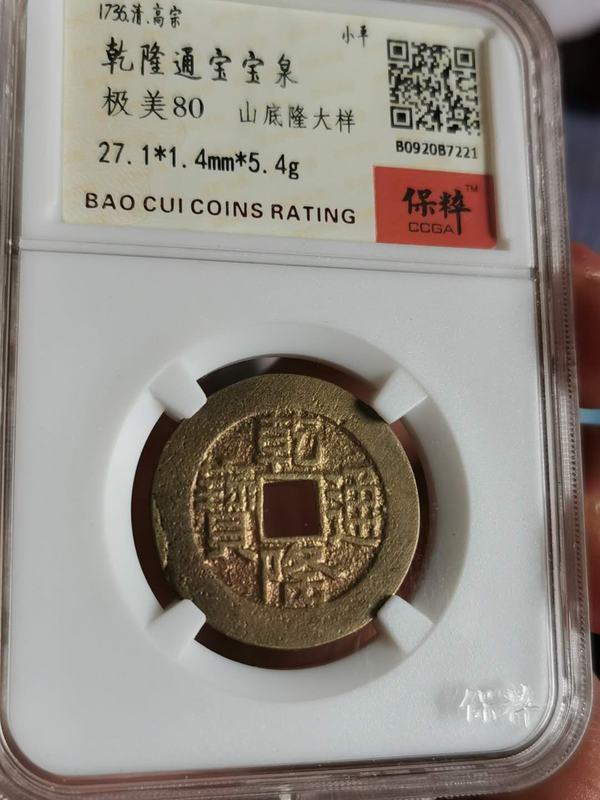 1736.清.高宗
小平
乾隆通宝宝泉
极美80 山底隆大样
B0920B7221
27.1*1.4mm*5.4g
BAO CUI COINS RATING
保粹™
CCGA
乾隆通寶
保粹